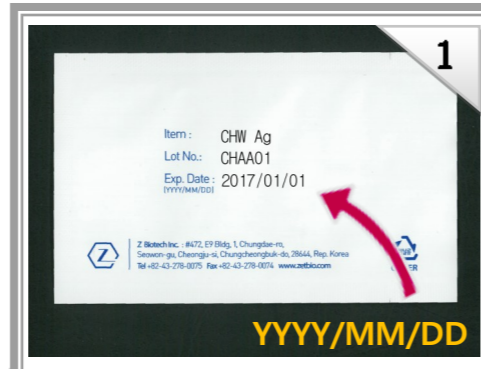 1
Item : CHW Ag
Lot No.: CHAA01
Exp. Date : 2017/01/01
(YYYY/MM/DD)
Z
Z Biotech Inc. : #472, E9 Bldg, 1, Chungdae-ro,
Seowon-gu, Cheongju-si, Chungcheongbuk-do, 28644, Rep. Korea
Tel +82-43-278-0075 Fax +82-43-278-0074 www.zetbio.com
YYYY/MM/DD